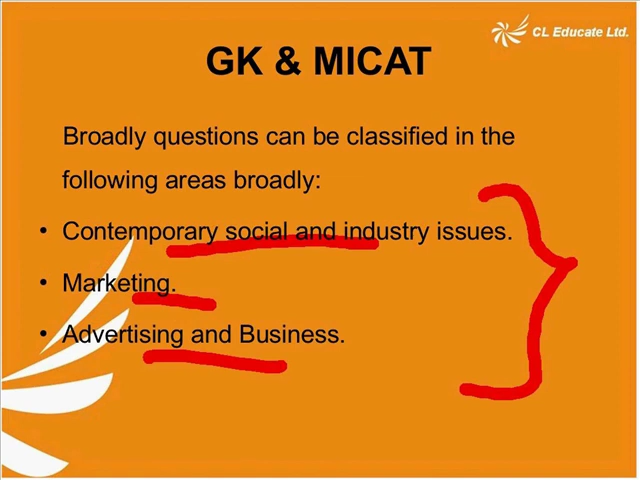 CL Educate Ltd.
GK & MICAT
Broadly questions can be classified in the
following areas broadly:
• Contemporary social and industry issues.
• Marketing.
• Advertising and Business.